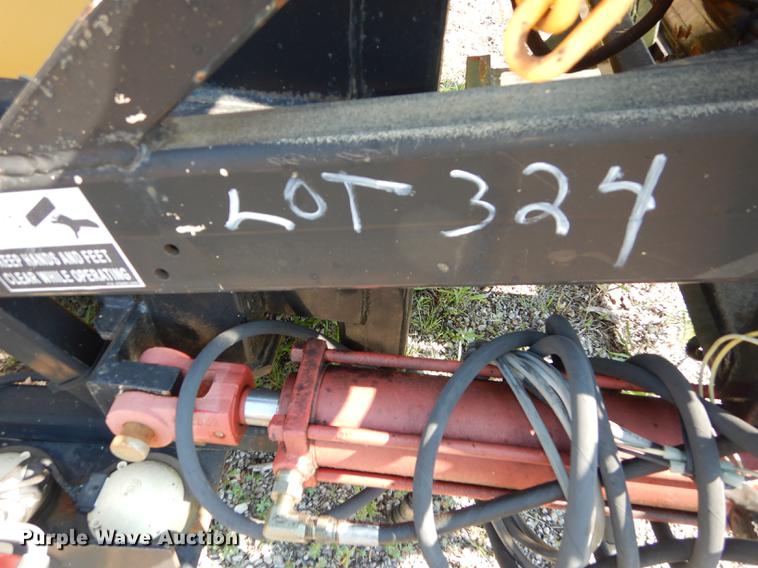 LOT 324
KEEP HANDS AND FEET
CLEAR WHILE OPERATING
Purple Wave Auction